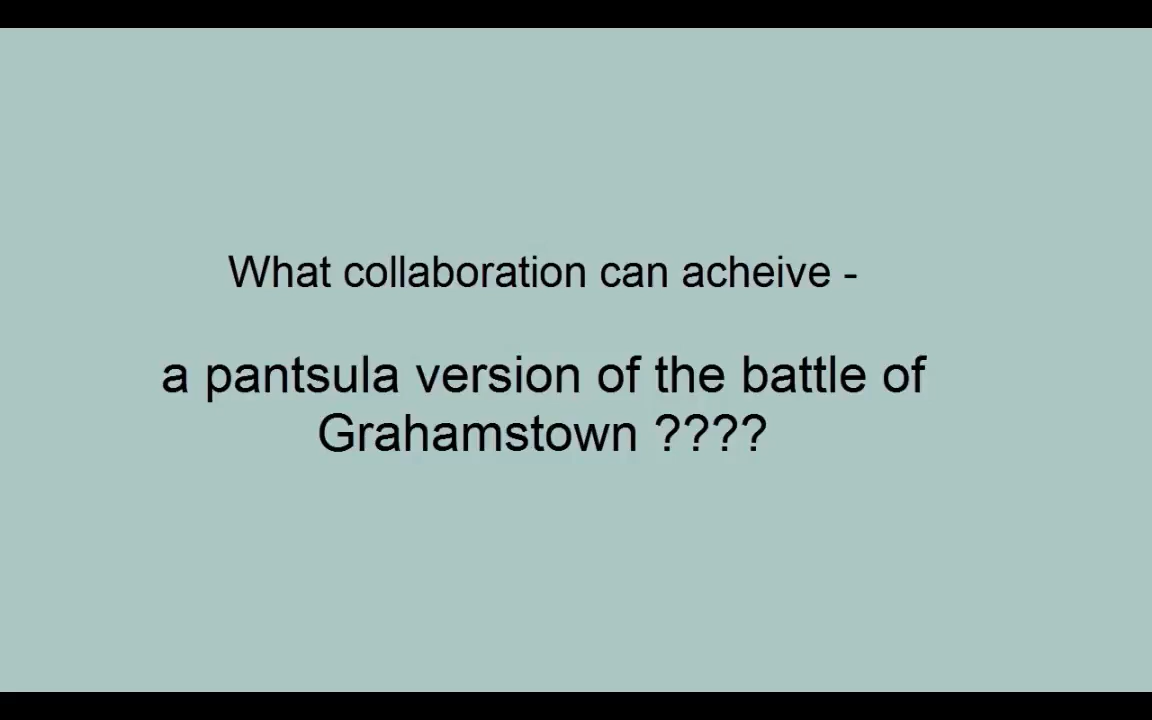 What collaboration can acheive -
a pantsula version of the battle of
Grahamstown ????